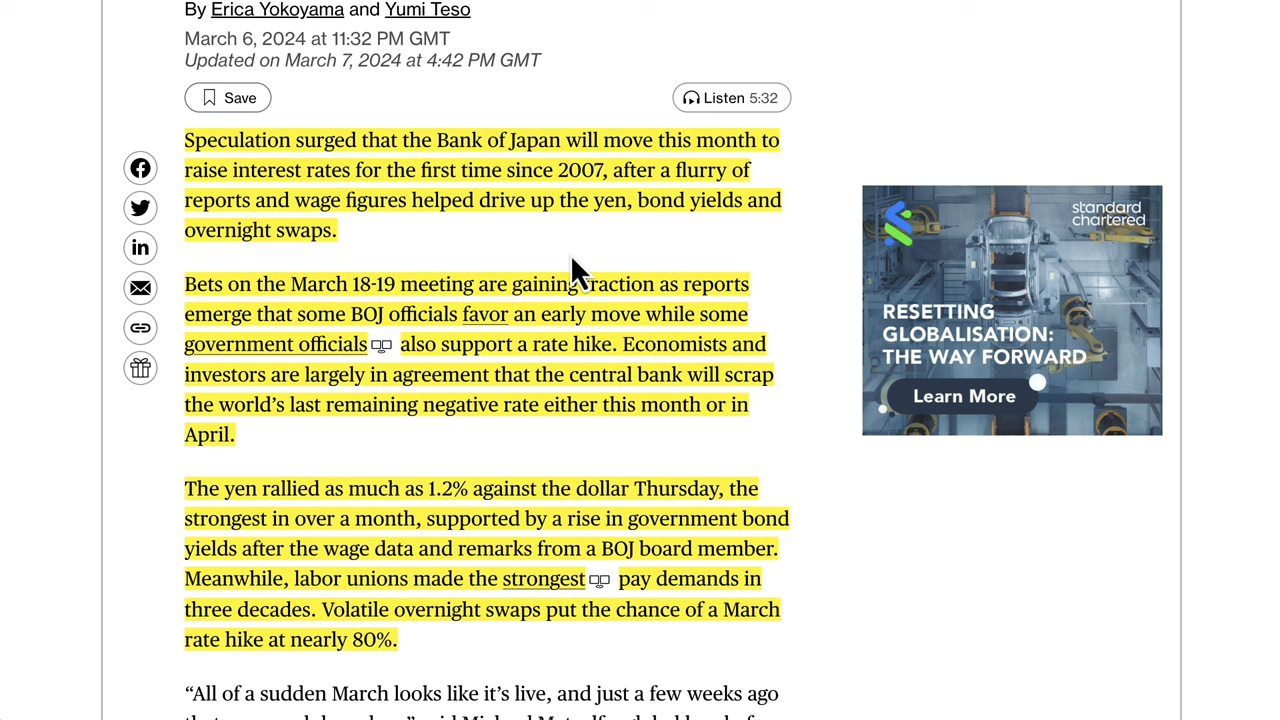 By Erica Yokoyama and Yumi Teso
March 6, 2024 at 11:32 PM GMT
Updated on March 7, 2024 at 4:42 PM GMT
Save
Listen 5:32
Speculation surged that the Bank of Japan will move this month to
raise interest rates for the first time since 2007, after a flurry of
reports and wage figures helped drive up the yen, bond yields and
overnight swaps.
Bets on the March 18-19 meeting are gaining traction as reports
emerge that some BOJ officials favor an early move while some
government officials also support a rate hike. Economists and
investors are largely in agreement that the central bank will scrap
the world's last remaining negative rate either this month or in
April.
The yen rallied as much as 1.2% against the dollar Thursday, the
strongest in over a month, supported by a rise in government bond
yields after the wage data and remarks from a BOJ board member.
Meanwhile, labor unions made the strongest pay demands in
three decades. Volatile overnight swaps put the chance of a March
rate hike at nearly 80%.
“All of a sudden March looks like it's live, and just a few weeks ago
standard
chartered
RESETTING
GLOBALISATION:
THE WAY FORWARD
Learn More